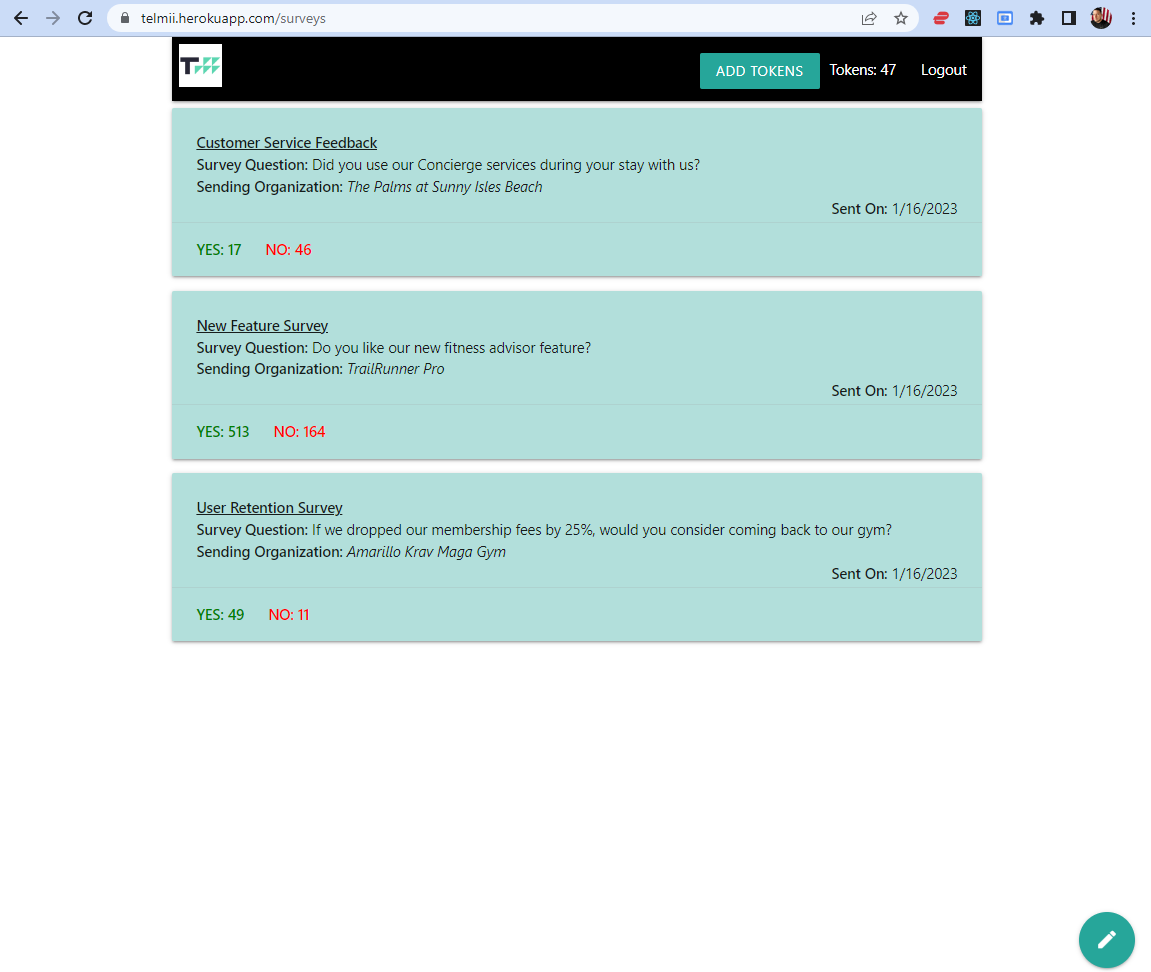 telmii.herokuapp.com/surveys
T
ADD TOKENS Tokens: 47 Logout
Customer Service Feedback
Survey Question: Did you use our Concierge services during your stay with us?
Sending Organization: The Palms at Sunny Isles Beach
Sent On: 1/16/2023
YES: 17 NO: 46
New Feature Survey
Survey Question: Do you like our new fitness advisor feature?
Sending Organization: TrailRunner Pro
Sent On: 1/16/2023
YES: 513 NO: 164
User Retention Survey
Survey Question: If we dropped our membership fees by 25%, would you consider coming back to our gym?
Sending Organization: Amarillo Krav Maga Gym
Sent On: 1/16/2023
YES: 49 NO: 11